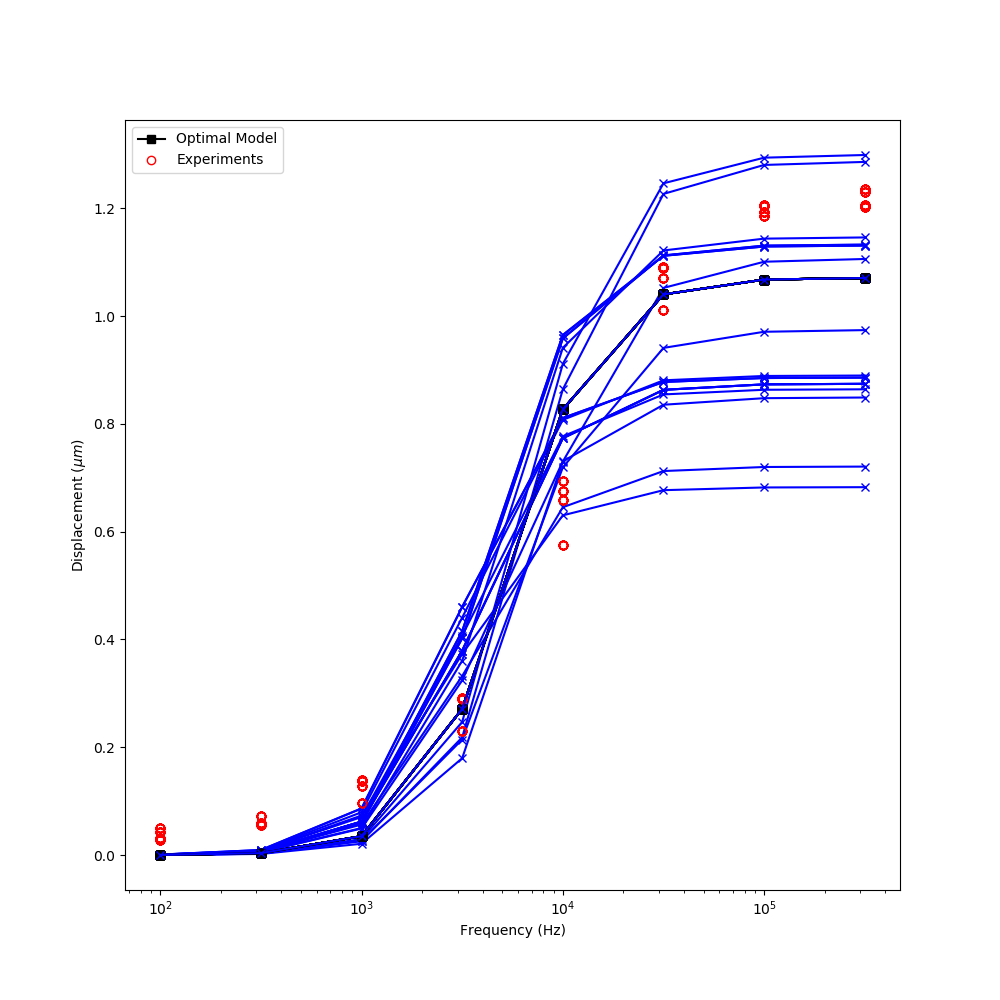 Optimal Model
Experiments
1.2
1.0
0.8
0.6
0.4
0.2
0.0
Displacement (μm)
10²
10³
10⁴
10⁵
Frequency (Hz)